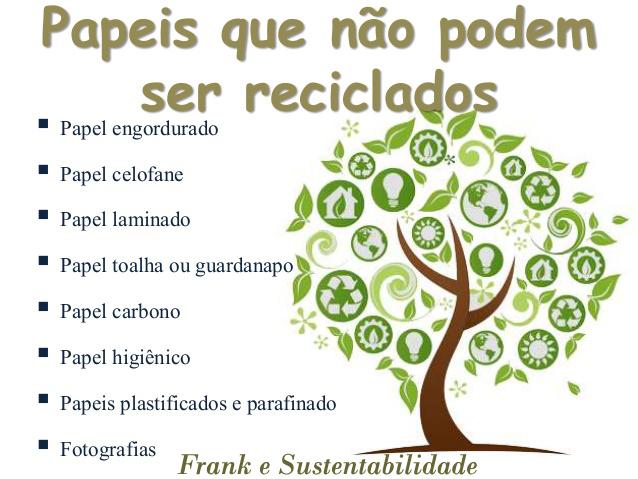 Papeis que não podem
ser reciclados
▪ Papel engordurado
▪ Papel celofane
▪ Papel laminado
▪ Papel toalha ou guardanapo
▪ Papel carbono
▪ Papel higiênico
▪ Papeis plastificados e parafinado
▪ Fotografias
Frank e Sustentabilidade